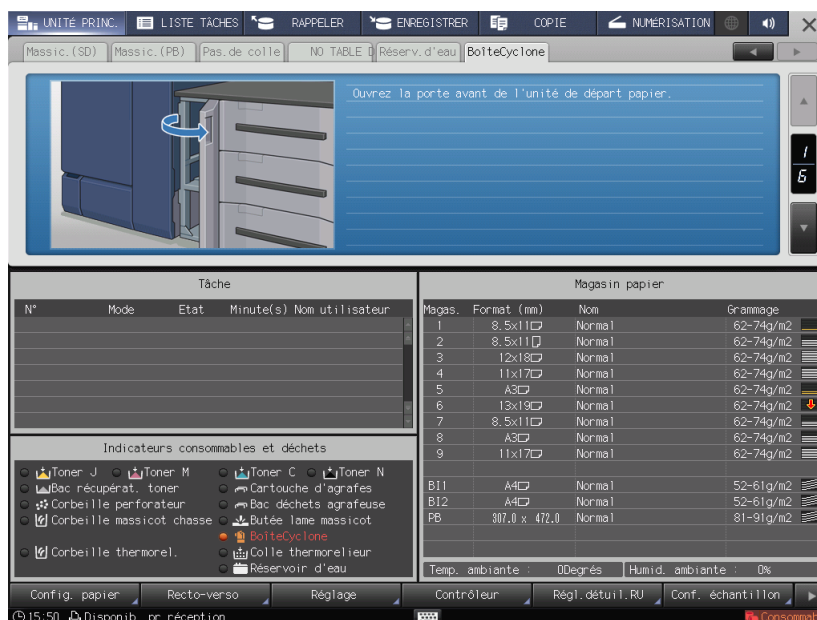 UNITÉ PRINC. LISTE TÂCHES RAPPELER ENREGISTRER COPIE NUMÉRISATION
Massic.(SD) Massic.(PB) Pas.de colle NO TABLE D Réserv.d'eau BoîteCyclone
Ouvrez la porte avant de l'unité de départ papier.
1
6
Tâche
N° Mode Etat Minute(s) Nom utilisateur
Indicateurs consommables et déchets
Toner J Toner M Toner C Toner N
Bac récupérat. toner Cartouche d'agrafes
Corbeille perforateur Bac déchets agrafeuse
Corbeille massicot chasse Butée lame massicot
BoîteCyclone
Corbeille thermorel. Colle thermorelieur
Réservoir d'eau
Magasin papier
Magas. Format (mm) Nom Grammage
1 8.5x11 Normal 62-74g/m2
2 8.5x11 Normal 62-74g/m2
3 12x18 Normal 62-74g/m2
4 11x17 Normal 62-74g/m2
5 A3 Normal 62-74g/m2
6 13x19 Normal 62-74g/m2
7 8.5x11 Normal 62-74g/m2
8 A3 Normal 62-74g/m2
9 11x17 Normal 62-74g/m2
BI1 A4 Normal 52-61g/m2
BI2 A4 Normal 52-61g/m2
PB 307.0 x 472.0 Normal 81-91g/m2
Temp. ambiante : 0Degrés Humid. ambiante : 0%
Config. papier Recto-verso Réglage Contrôleur Régl.détuil.RU Conf. échantillon
15:50 Disponib. pr réception Consommab